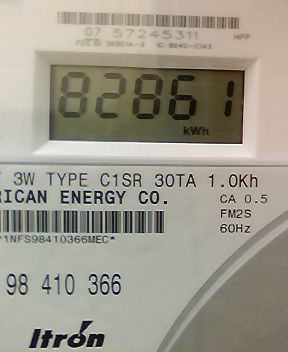 07 57245311 HPP
82861
kWh
3W TYPE C1SR 30TA 1.0Kh
RICAN ENERGY CO.
CA 0.5
FM2S
60Hz
*1NFS98410366MEC*
98 410 366
Itron